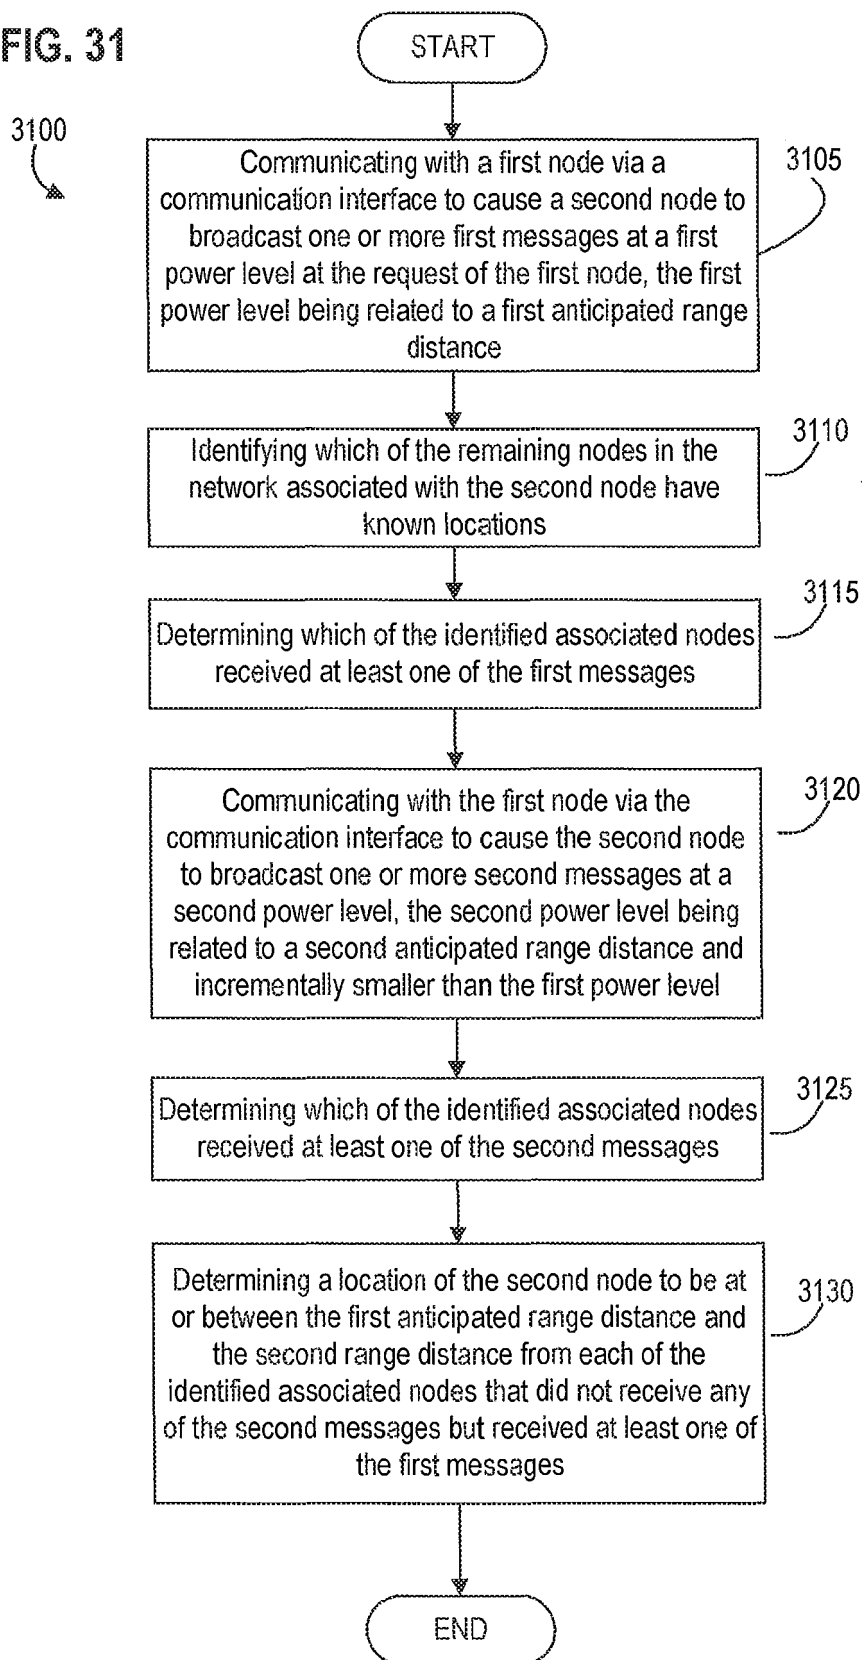 FIG. 31
START
3100
3105
Communicating with a first node via a
communication interface to cause a second node to
broadcast one or more first messages at a first
power level at the request of the first node, the first
power level being related to a first anticipated range
distance
3110
Identifying which of the remaining nodes in the
network associated with the second node have
known locations
3115
Determining which of the identified associated nodes
received at least one of the first messages
3120
Communicating with the first node via the
communication interface to cause the second node
to broadcast one or more second messages at a
second power level, the second power level being
related to a second anticipated range distance and
incrementally smaller than the first power level
3125
Determining which of the identified associated nodes
received at least one of the second messages
3130
Determining a location of the second node to be at
or between the first anticipated range distance and
the second range distance from each of the
identified associated nodes that did not receive any
of the second messages but received at least one of
the first messages
END